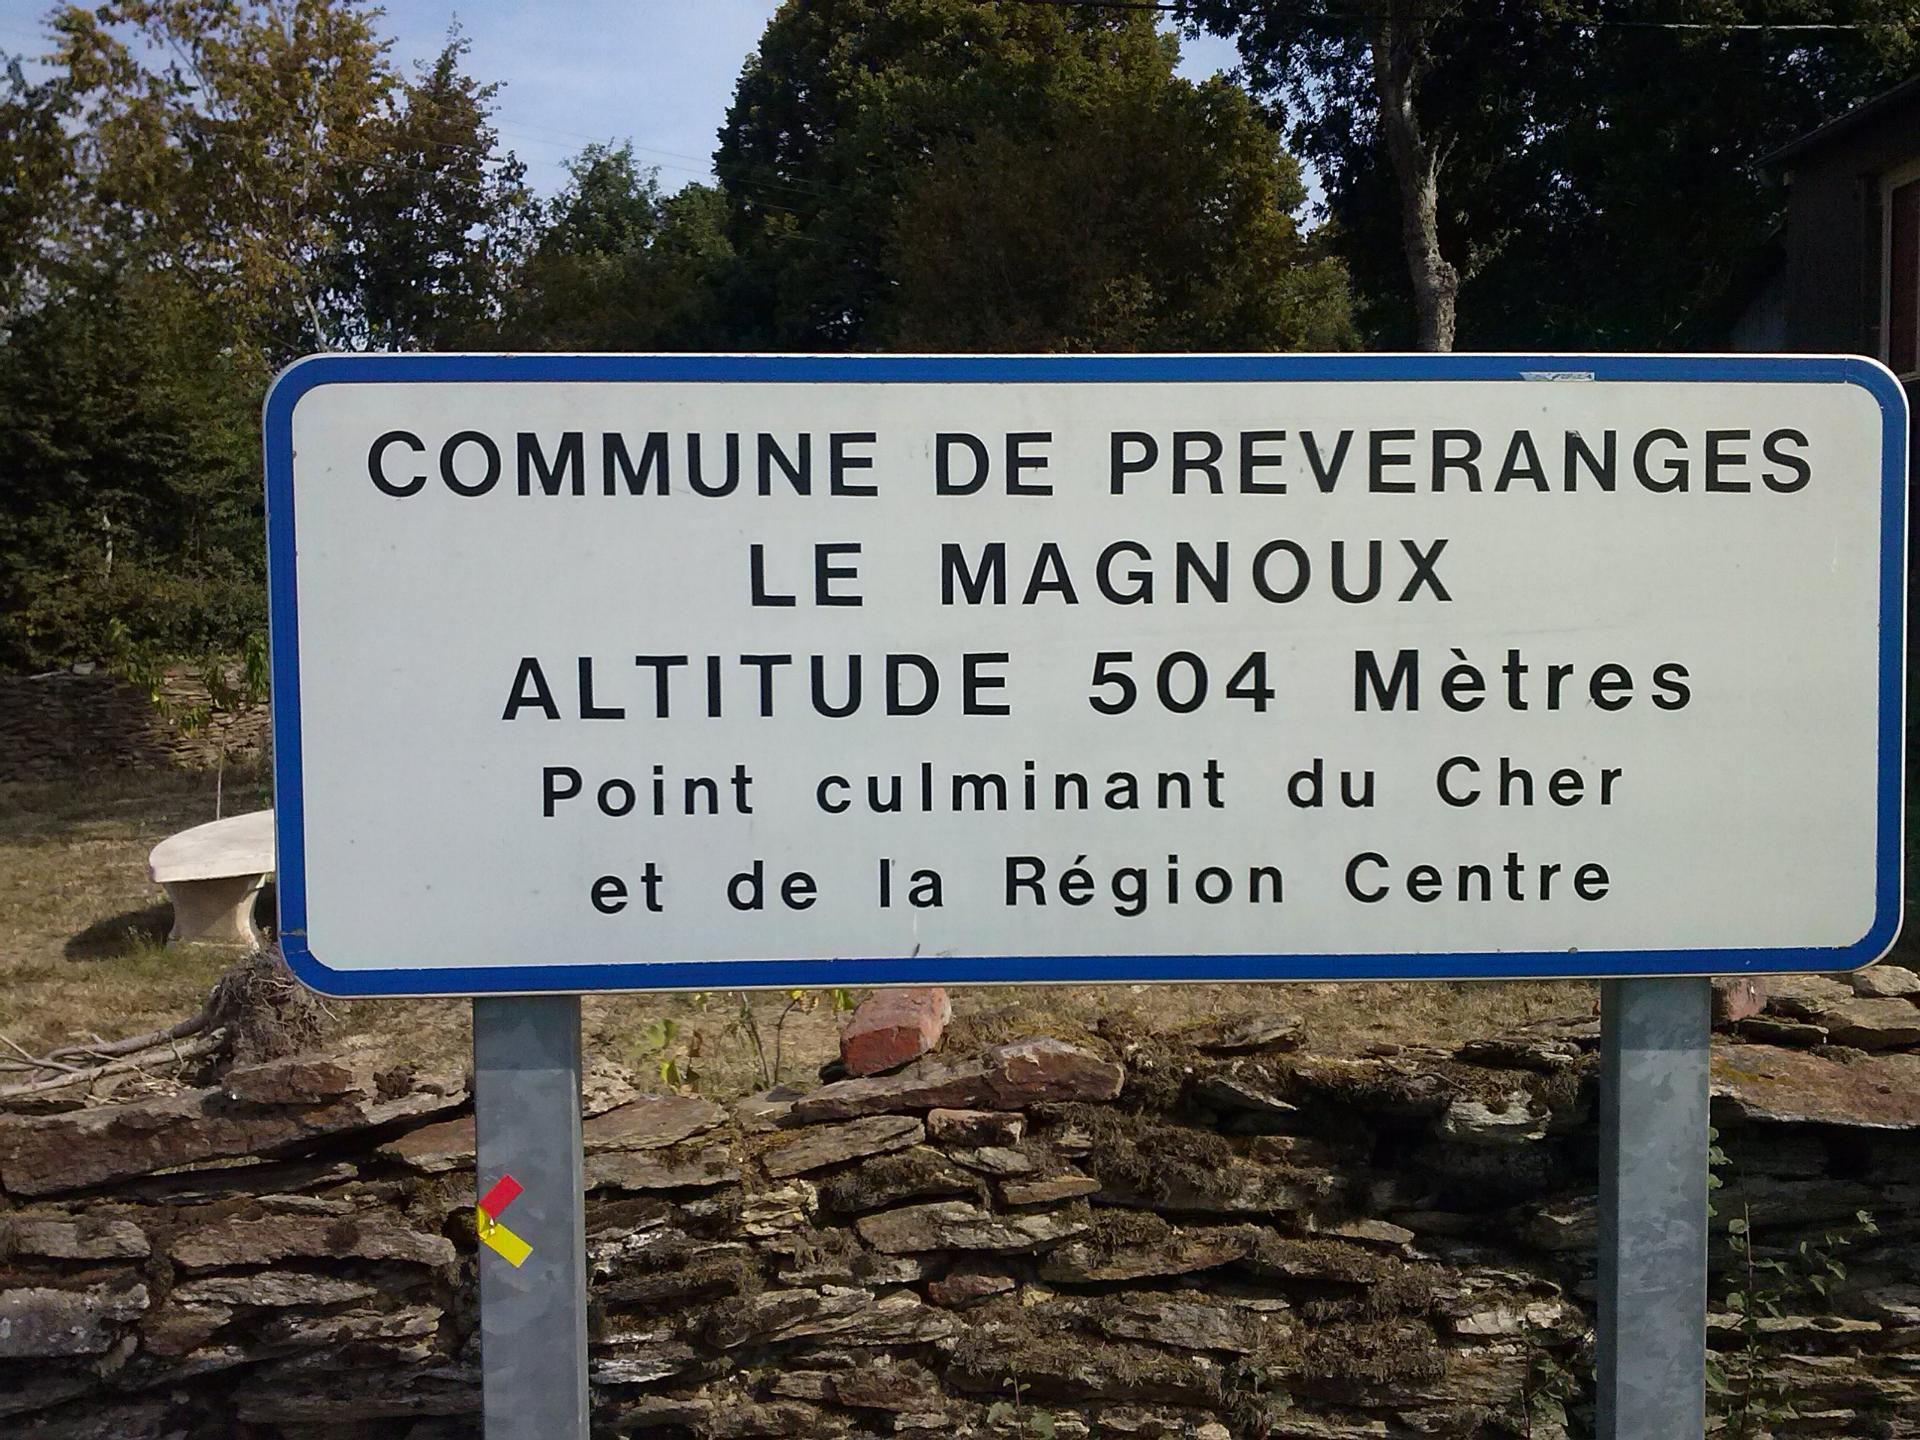 COMMUNE DE PREVERANGES
LE MAGNOUX
ALTITUDE 504 Mètres
Point culminant du Cher
et de la Région Centre